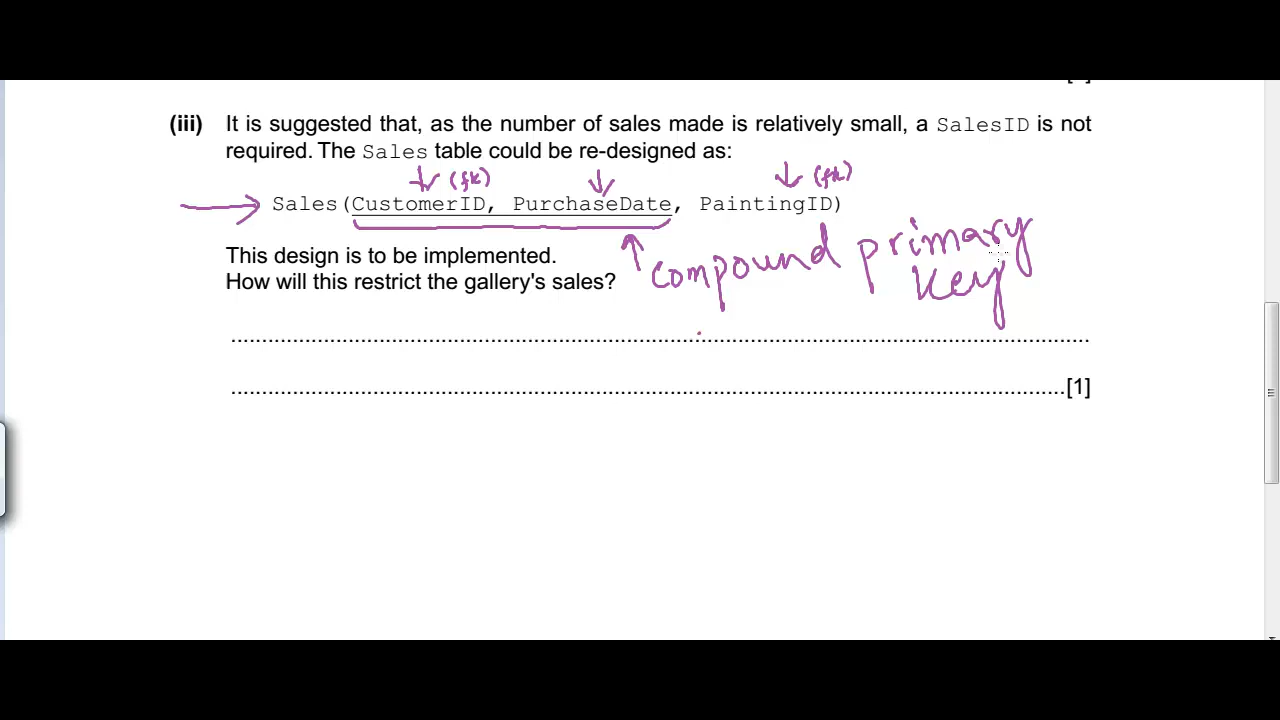 (iii) It is suggested that, as the number of sales made is relatively small, a SalesID is not
required. The Sales table could be re-designed as:
(fk) (fk)
Sales(CustomerID, PurchaseDate, PaintingID)
This design is to be implemented.
compound primary key
How will this restrict the gallery's sales?
[1]